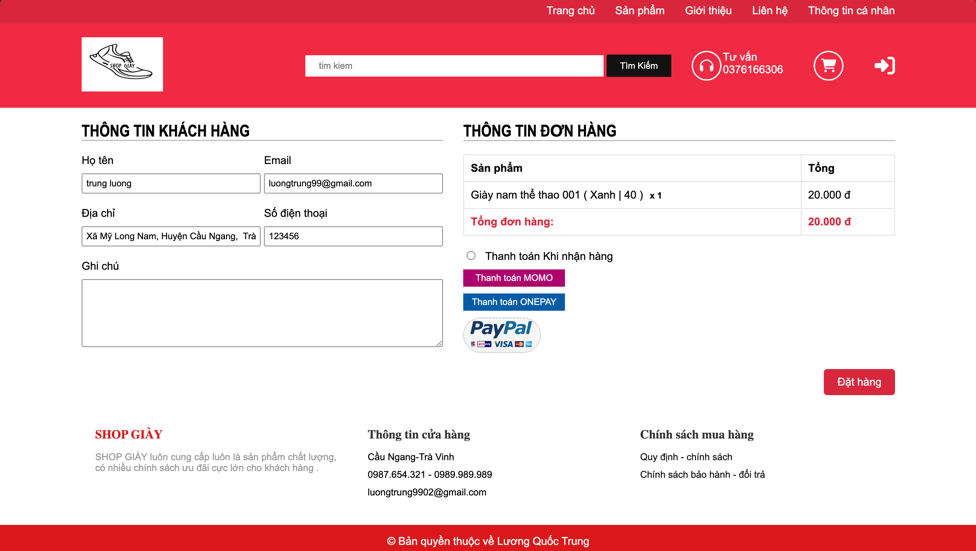 Trang chủ Sản phẩm Giới thiệu Liên hệ Thông tin cá nhân
SHOP GIÀY
tim kiem
Tìm Kiếm
Tư vấn
0376166306
THÔNG TIN KHÁCH HÀNG
Họ tên Email
trung luong luongtrung99@gmail.com
Địa chỉ Số điện thoại
Xã Mỹ Long Nam, Huyện Cầu Ngang, Trà 123456
Ghi chú
THÔNG TIN ĐƠN HÀNG
Sản phẩm Tổng
Giày nam thể thao 001 ( Xanh | 40 ) x 1 20.000 đ
Tổng đơn hàng: 20.000 đ
Thanh toán Khi nhận hàng
Thanh toán MOMO
Thanh toán ONEPAY
PayPal
VISA
Đặt hàng
SHOP GIÀY
SHOP GIÀY luôn cung cấp luôn là sản phẩm chất lượng,
có nhiều chính sách ưu đãi cực lớn cho khách hàng .
Thông tin cửa hàng
Cầu Ngang-Trà Vinh
0987.654.321 - 0989.989.989
luongtrung9902@gmail.com
Chính sách mua hàng
Quy định - chính sách
Chính sách bảo hành - đổi trả
© Bản quyền thuộc về Lương Quốc Trung